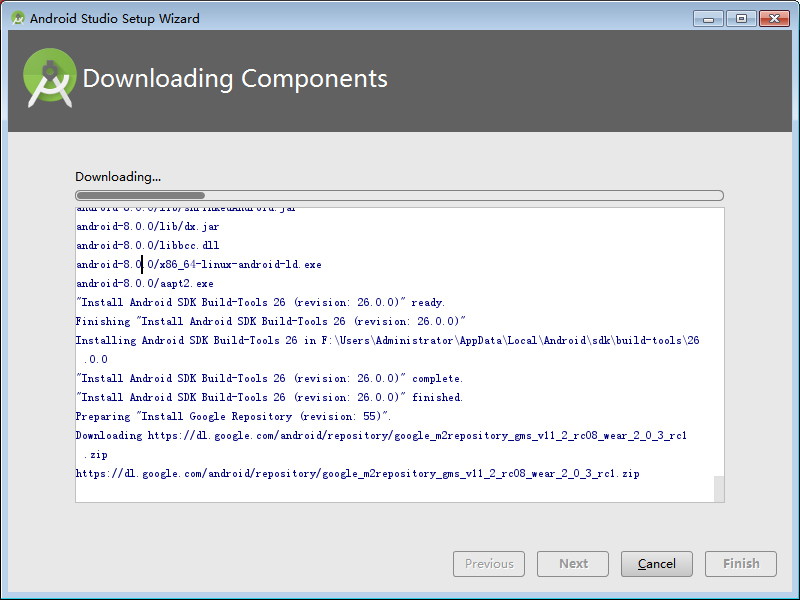 Android Studio Setup Wizard
Downloading Components
Downloading...
android-8.0.0/lib/shrinkedAndroid.jar
android-8.0.0/lib/dx.jar
android-8.0.0/libbcc.dll
android-8.0.0/x86_64-linux-android-ld.exe
android-8.0.0/aapt2.exe
"Install Android SDK Build-Tools 26 (revision: 26.0.0)" ready.
Finishing "Install Android SDK Build-Tools 26 (revision: 26.0.0)"
Installing Android SDK Build-Tools 26 in F:\Users\Administrator\AppData\Local\Android\sdk\build-tools\26
.0.0
"Install Android SDK Build-Tools 26 (revision: 26.0.0)" complete.
"Install Android SDK Build-Tools 26 (revision: 26.0.0)" finished.
Preparing "Install Google Repository (revision: 55)".
Downloading https://dl.google.com/android/repository/google_m2repository_gms_v11_2_rc08_wear_2_0_3_rc1
.zip
https://dl.google.com/android/repository/google_m2repository_gms_v11_2_rc08_wear_2_0_3_rc1.zip
Previous
Next
Cancel
Finish